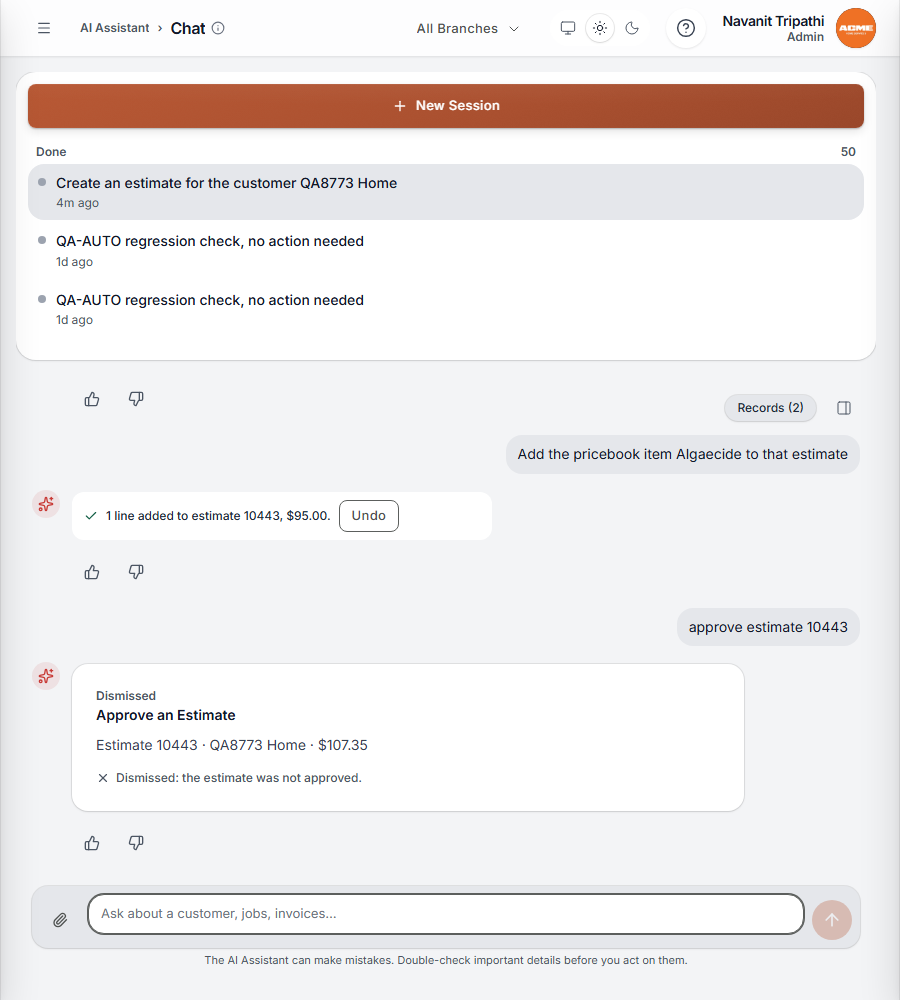 AI Assistant › Chat
All Branches
Navanit Tripathi
Admin
ACME
+ New Session
Done 50
Create an estimate for the customer QA8773 Home
4m ago
QA-AUTO regression check, no action needed
1d ago
QA-AUTO regression check, no action needed
1d ago
Records (2)
Add the pricebook item Algaecide to that estimate
1 line added to estimate 10443, $95.00. Undo
approve estimate 10443
Dismissed
Approve an Estimate
Estimate 10443 · QA8773 Home · $107.35
Dismissed: the estimate was not approved.
Ask about a customer, jobs, invoices...
The AI Assistant can make mistakes. Double-check important details before you act on them.